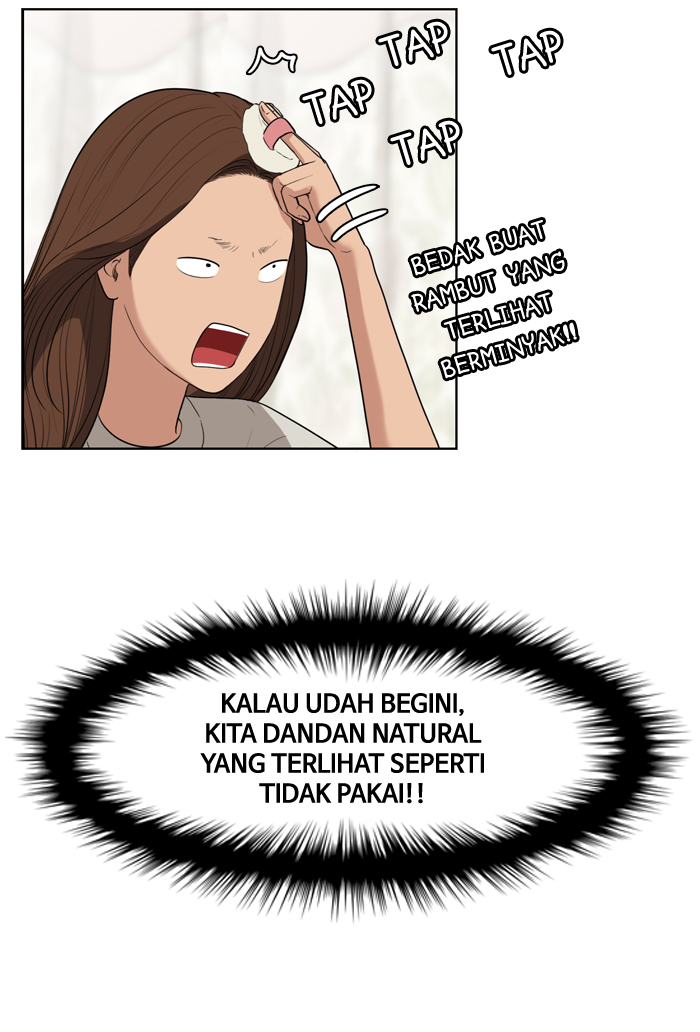 TAP
TAP
TAP
TAP
BEDAK BUAT
RAMBUT YANG
TERLIHAT
BERMINYAK!!
KALAU UDAH BEGINI,
KITA DANDAN NATURAL
YANG TERLIHAT SEPERTI
TIDAK PAKAI!!